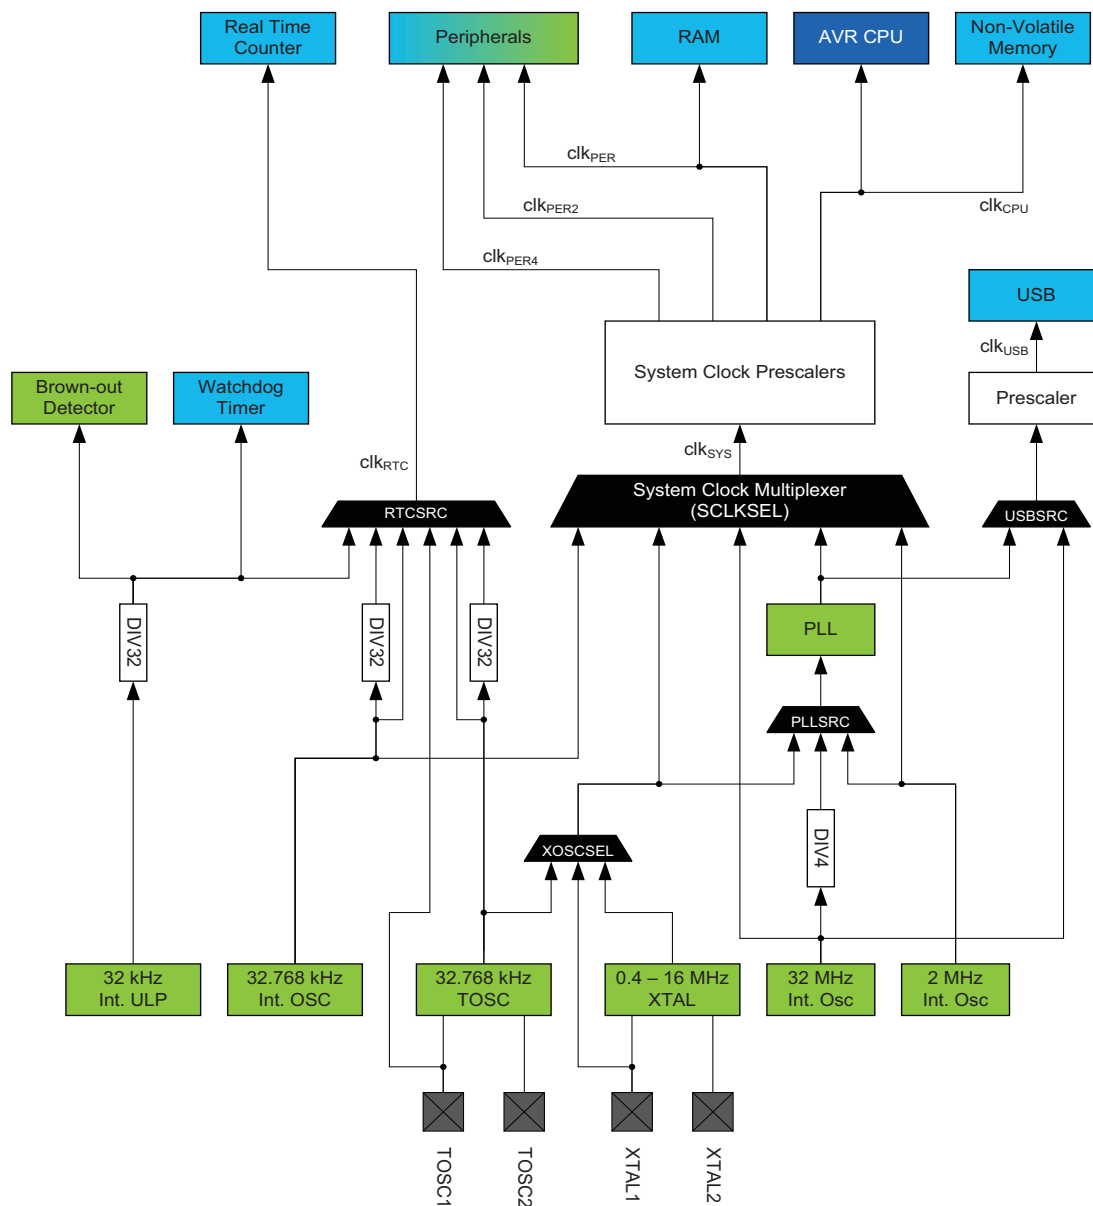 Real Time
Counter
Peripherals
RAM
AVR CPU
Non-Volatile
Memory
clkPER
clkPER2
clkCPU
clkPER4
USB
clkUSB
System Clock Prescalers
Prescaler
Brown-out
Detector
Watchdog
Timer
clkRTC
clkSYS
System Clock Multiplexer
(SCLKSEL)
RTCSRC
USBSRC
DIV32
DIV32
DIV32
PLL
PLLSRC
DIV4
XOSCSEL
32 kHz
Int. ULP
32.768 kHz
Int. OSC
32.768 kHz
TOSC
0.4 – 16 MHz
XTAL
32 MHz
Int. Osc
2 MHz
Int. Osc
TOSC1
TOSC2
XTAL1
XTAL2